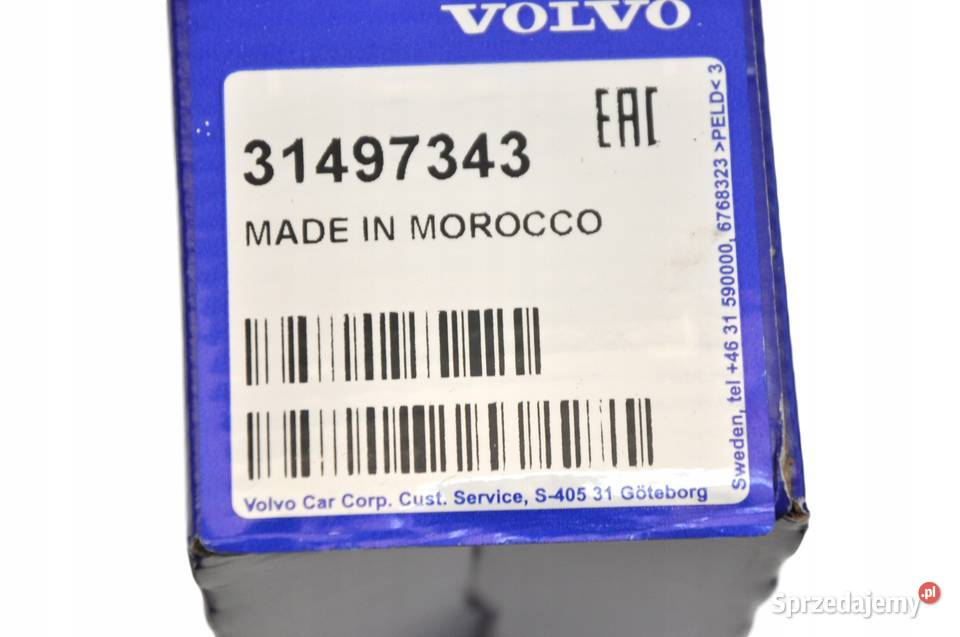 VOLVO
EAC
31497343
MADE IN MOROCCO
Volvo Car Corp. Cust. Service, S-405 31 Göteborg
Sweden, tel +46 31 590000, 6768323 >PELD< 3
Sprzedajemy.pl